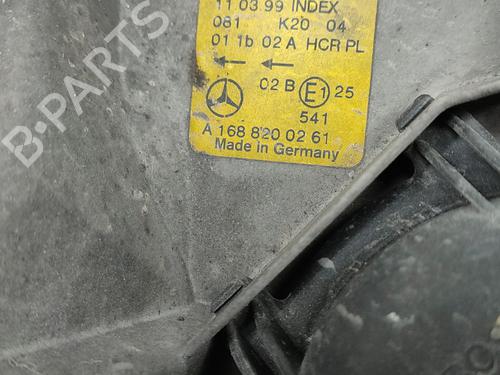 11 03 99 INDEX
081 K20 04
01 1b 02 A HCR PL
02 B E1 25
541
A 168 820 02 61
Made in Germany
B-PARTS